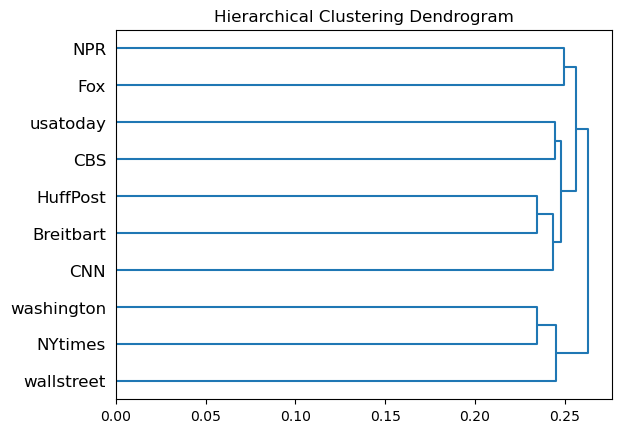 Hierarchical Clustering Dendrogram
NPR
Fox
usatoday
CBS
HuffPost
Breitbart
CNN
washington
NYtimes
wallstreet
0.00 0.05 0.10 0.15 0.20 0.25